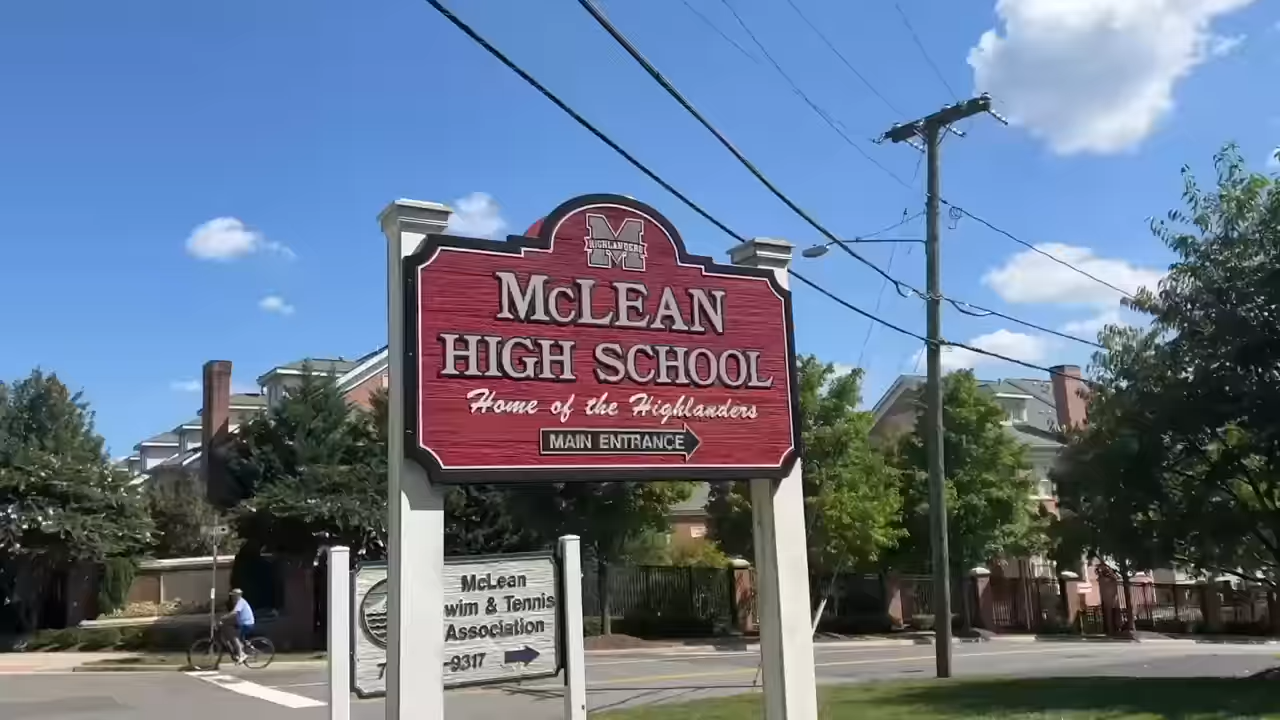 HIGHLANDERS
McLEAN
HIGH SCHOOL
Home of the Highlanders
MAIN ENTRANCE
McLean
wim & Tennis
Association
-9317